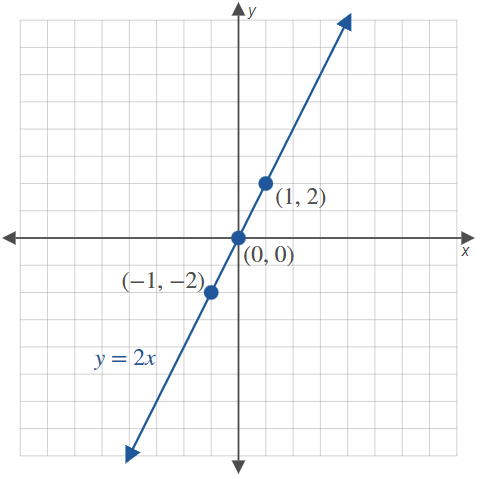 y
(1, 2)
x
(0, 0)
(−1, −2)
y = 2x